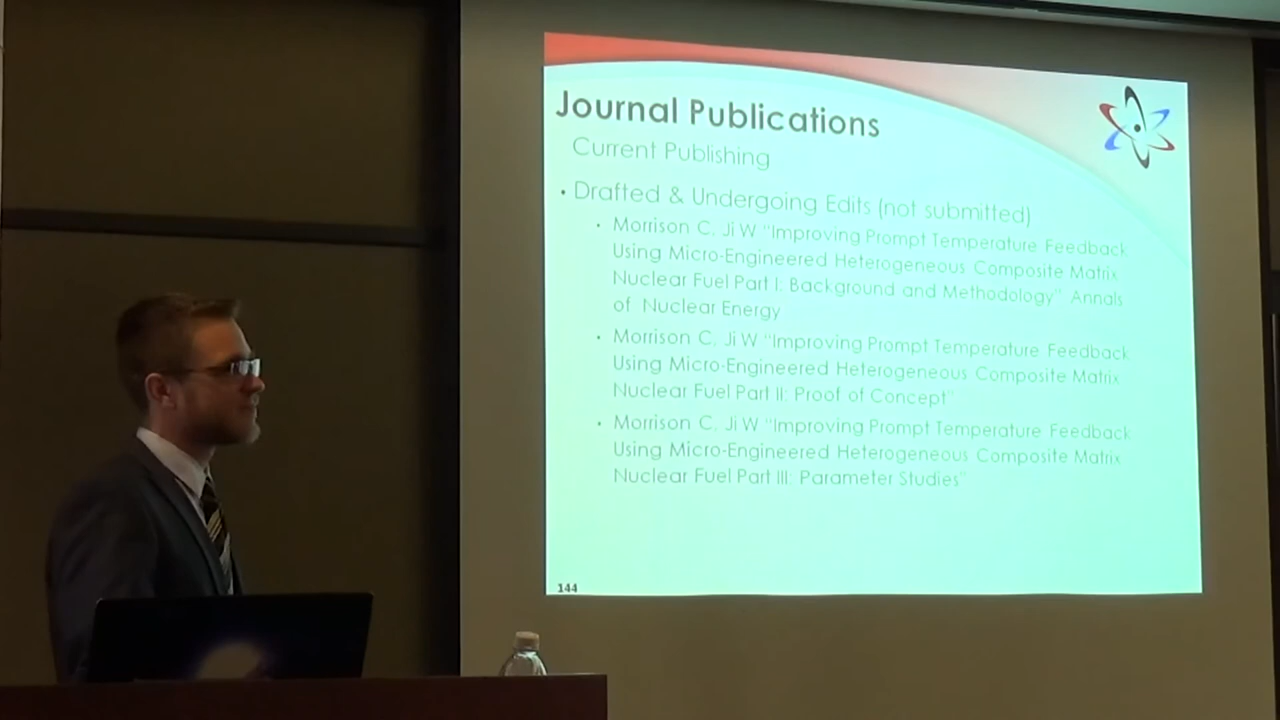 Journal Publications
Current Publishing
• Drafted & Undergoing Edits (not submitted)
• Morrison C. Ji W "Improving Prompt Temperature Feedback
Using Micro-Engineered Heterogeneous Composite Matrix
Nuclear Fuel Part I. Background and Methodology" Annals
of Nuclear Energy
• Morrison C. Ji W "Improving Prompt Temperature Feedback
Using Micro-Engineered Heterogeneous Composite Matrix
Nuclear Fuel Part II: Proof of Concept"
• Morrison C. Ji W "Improving Prompt Temperature Feedback
Using Micro-Engineered Heterogeneous Composite Matrix
Nuclear Fuel Part III: Parameter Studies"
144